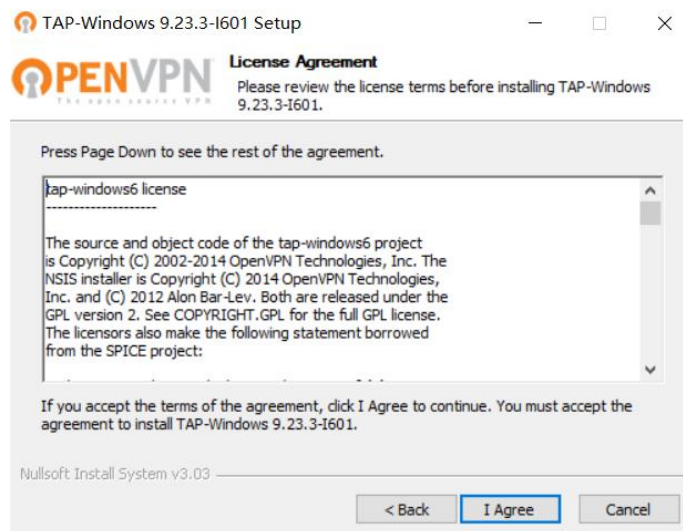 TAP-Windows 9.23.3-I601 Setup
OPENVPN
The open source VPN
License Agreement
Please review the license terms before installing TAP-Windows
9.23.3-I601.
Press Page Down to see the rest of the agreement.
tap-windows6 license
--------------------
The source and object code of the tap-windows6 project
is Copyright (C) 2002-2014 OpenVPN Technologies, Inc. The
NSIS installer is Copyright (C) 2014 OpenVPN Technologies,
Inc. and (C) 2012 Alon Bar-Lev. Both are released under the
GPL version 2. See COPYRIGHT.GPL for the full GPL license.
The licensors also make the following statement borrowed
from the SPICE project:
If you accept the terms of the agreement, click I Agree to continue. You must accept the
agreement to install TAP-Windows 9.23.3-I601.
Nullsoft Install System v3.03
< Back
I Agree
Cancel